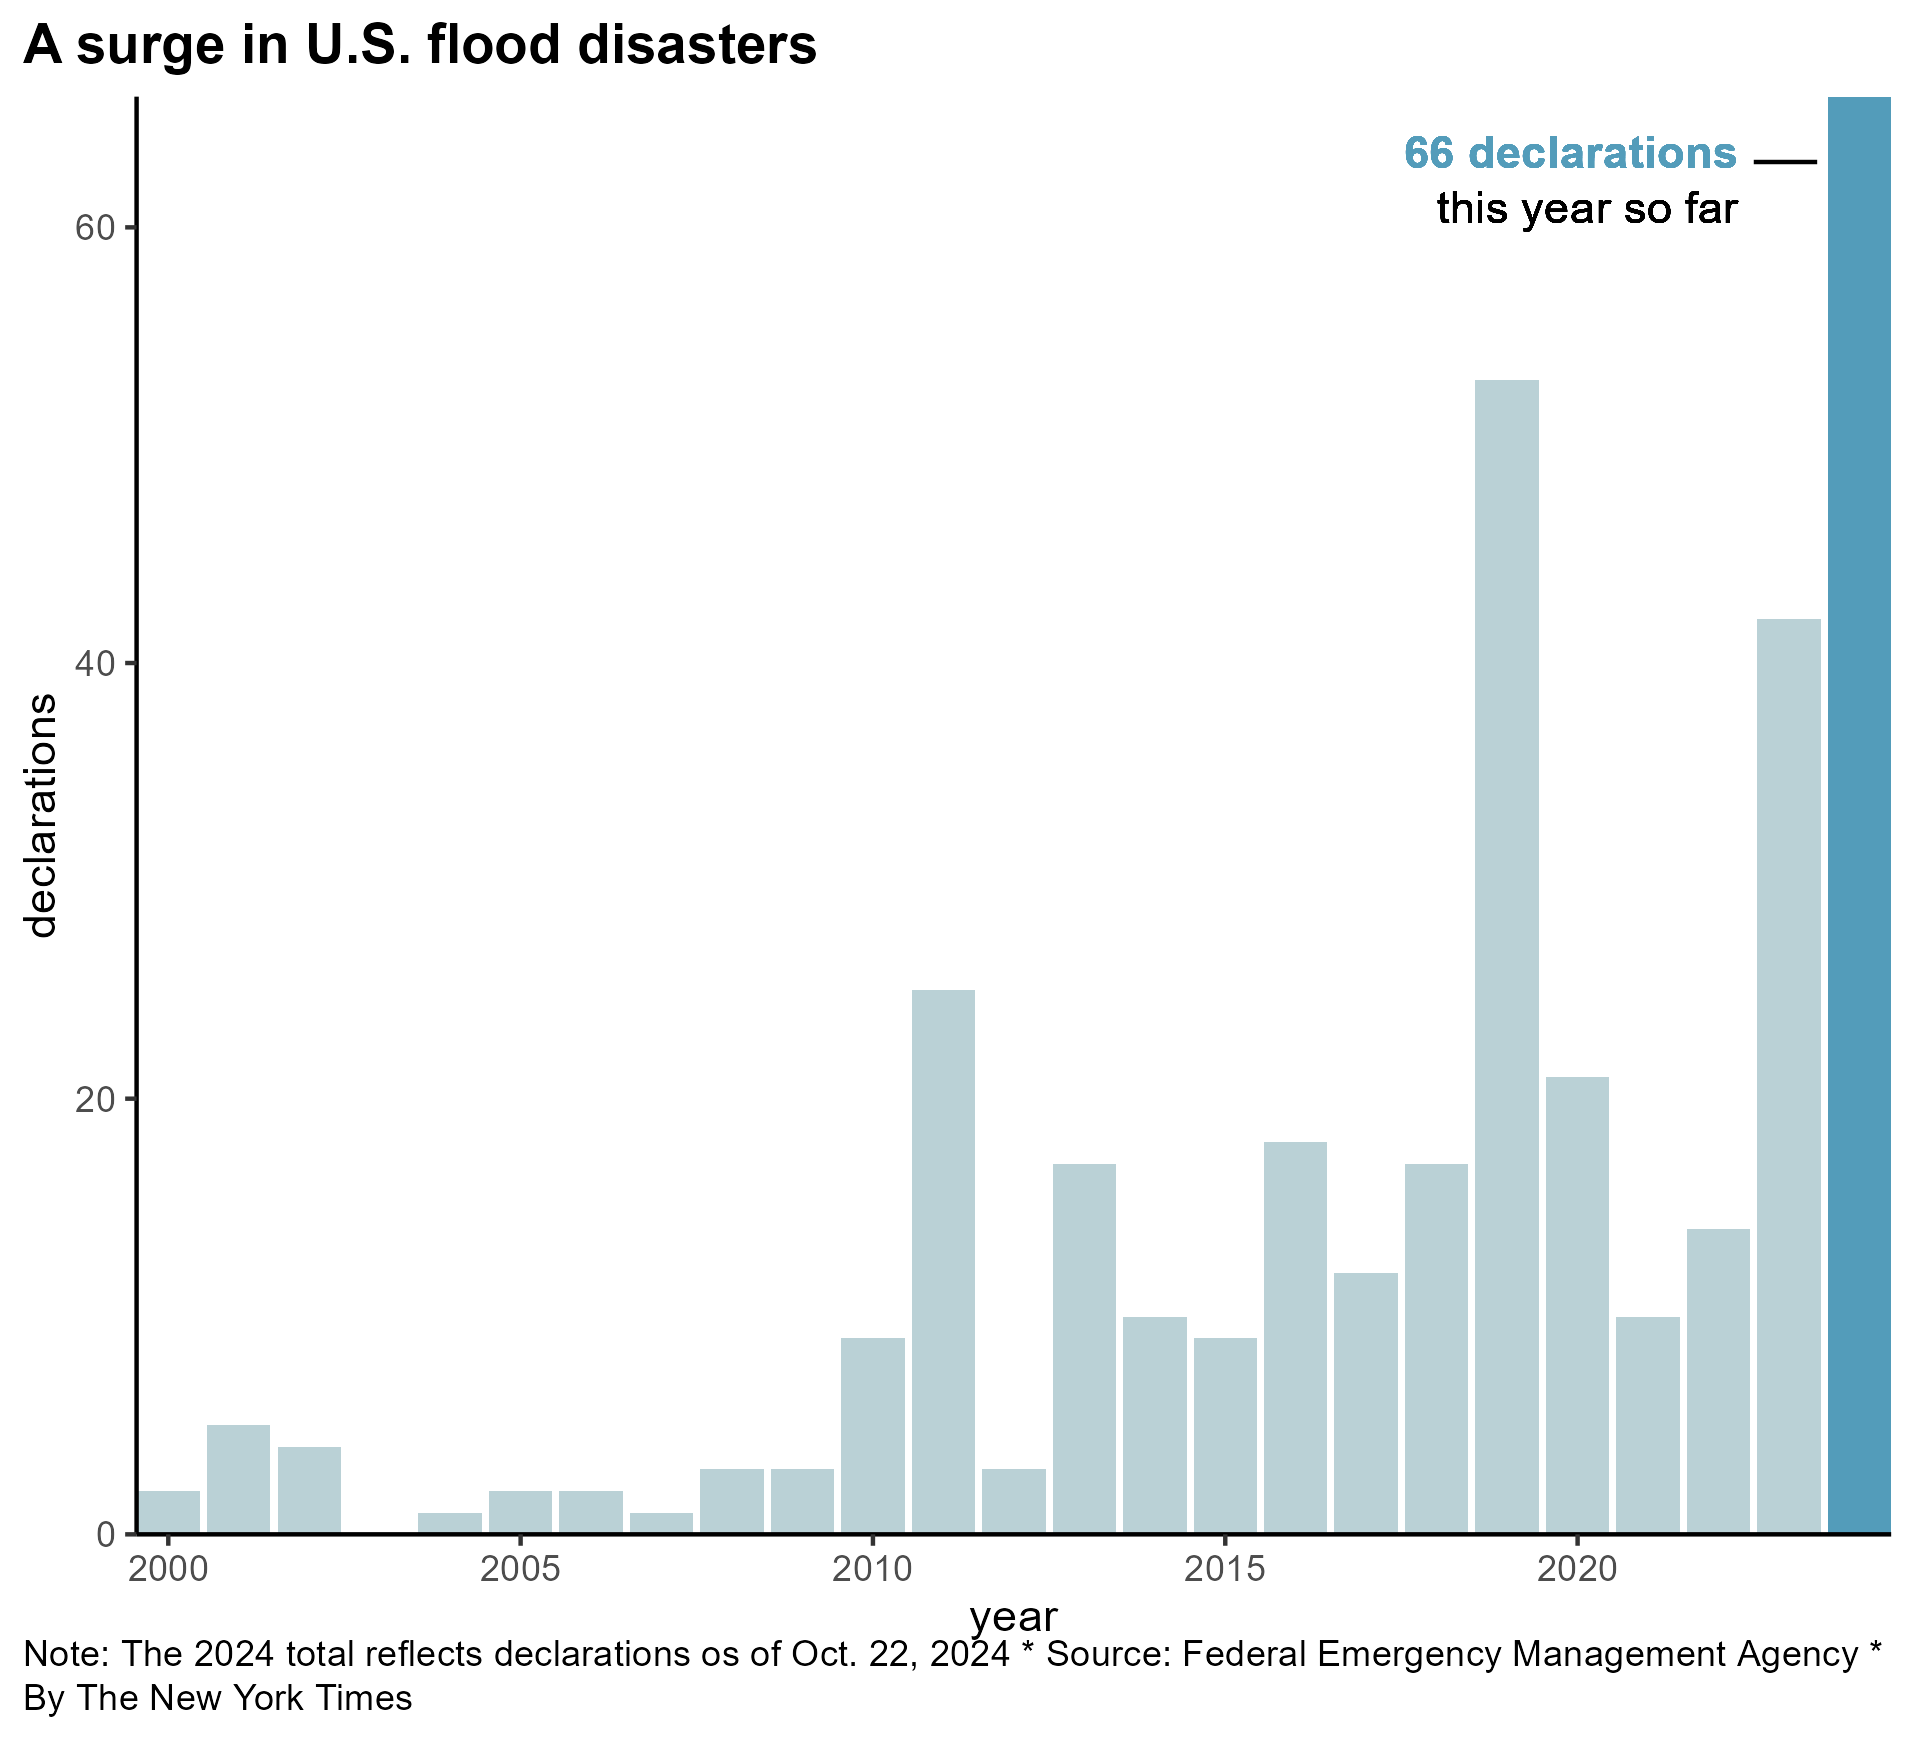 A surge in U.S. flood disasters
66 declarations
this year so far
60
40
20
0
declarations
2000 2005 2010 2015 2020
year
Note: The 2024 total reflects declarations os of Oct. 22, 2024 * Source: Federal Emergency Management Agency *
By The New York Times